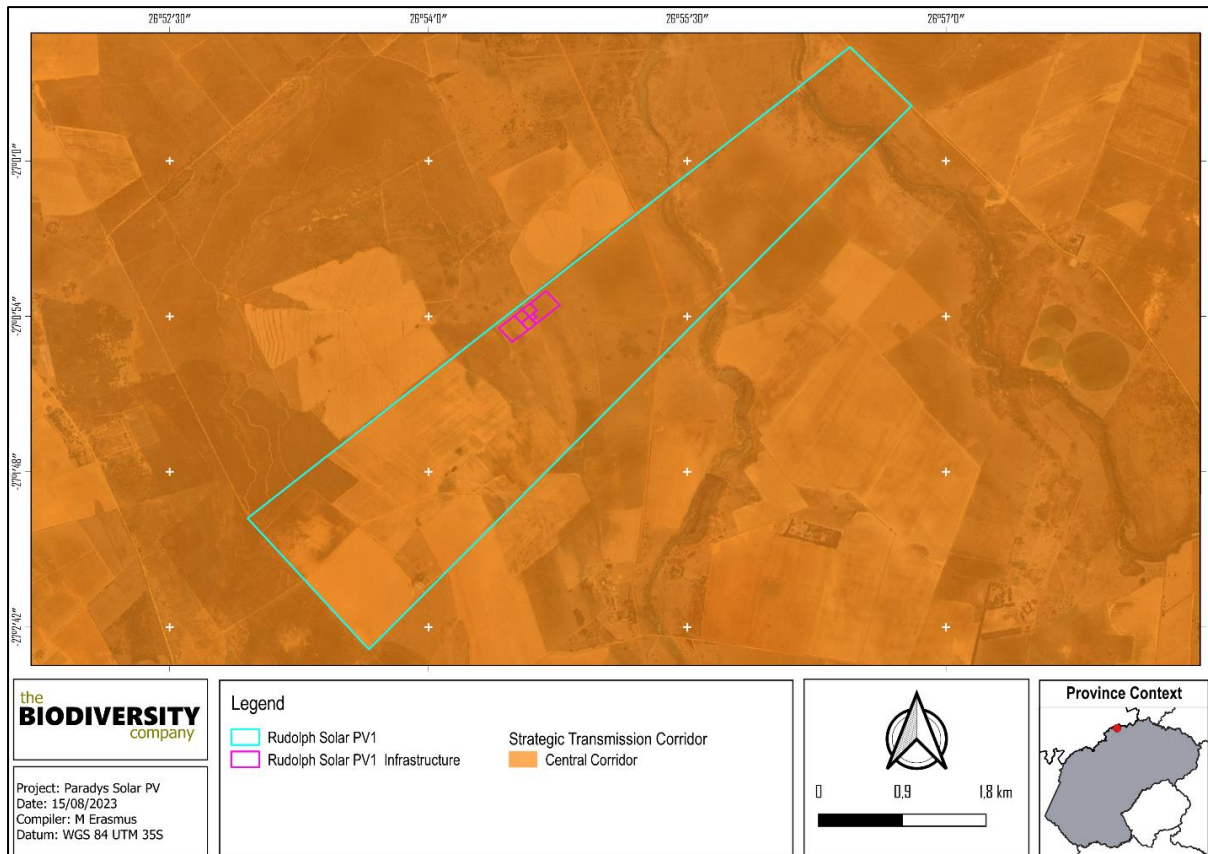 26°52'30" 26°54'0" 26°55'30" 26°57'0"
-27°0'0"
-27°0'54"
-27°1'48"
-27°2'42"
the
BIODIVERSITY
company
Project: Paradys Solar PV
Date: 15/08/2023
Compiler: M Erasmus
Datum: WGS 84 UTM 35S
Legend
Rudolph Solar PV1
Rudolph Solar PV1 Infrastructure
Strategic Transmission Corridor
Central Corridor
0 0,9 1,8 km
Province Context